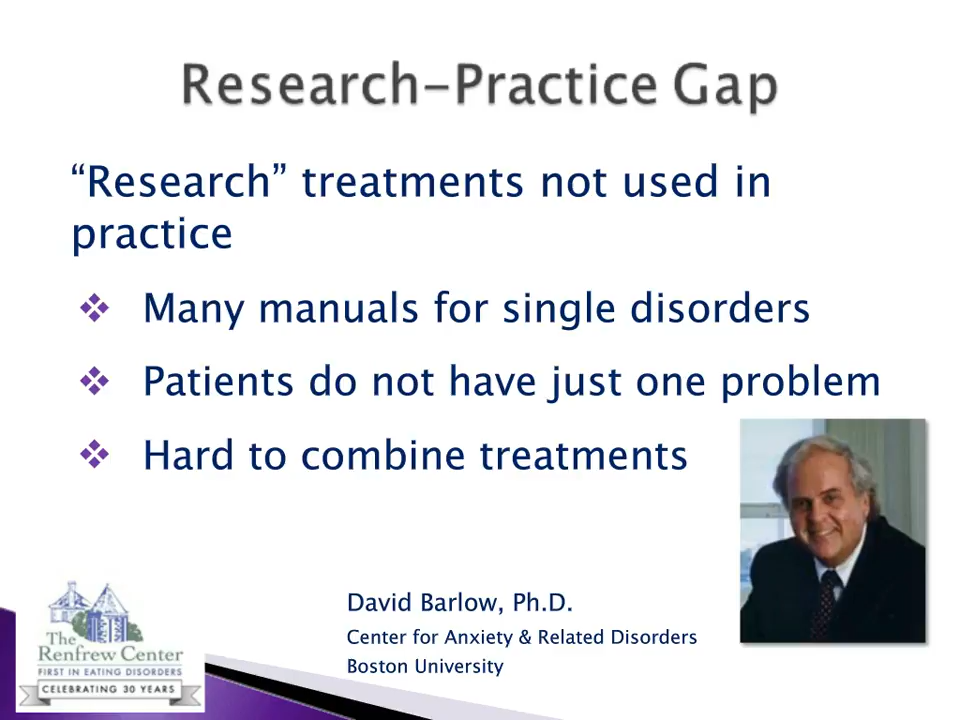 Research-Practice Gap
“Research” treatments not used in
practice
❖ Many manuals for single disorders
❖ Patients do not have just one problem
❖ Hard to combine treatments
David Barlow, Ph.D.
Center for Anxiety & Related Disorders
Boston University
The
Renfrew Center
FIRST IN EATING DISORDERS
CELEBRATING 30 YEARS